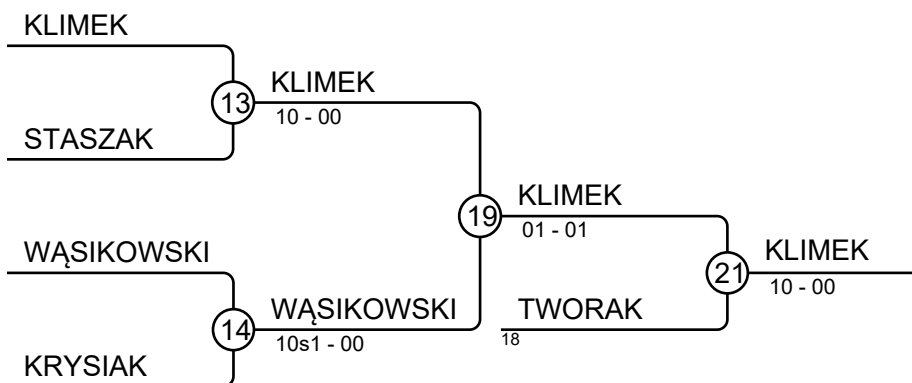 KLIMEK
13
KLIMEK
10 - 00
STASZAK
19
KLIMEK
01 - 01
WĄSIKOWSKI
21
KLIMEK
10 - 00
14
WĄSIKOWSKI
10s1 - 00
TWORAK
18
KRYSIAK